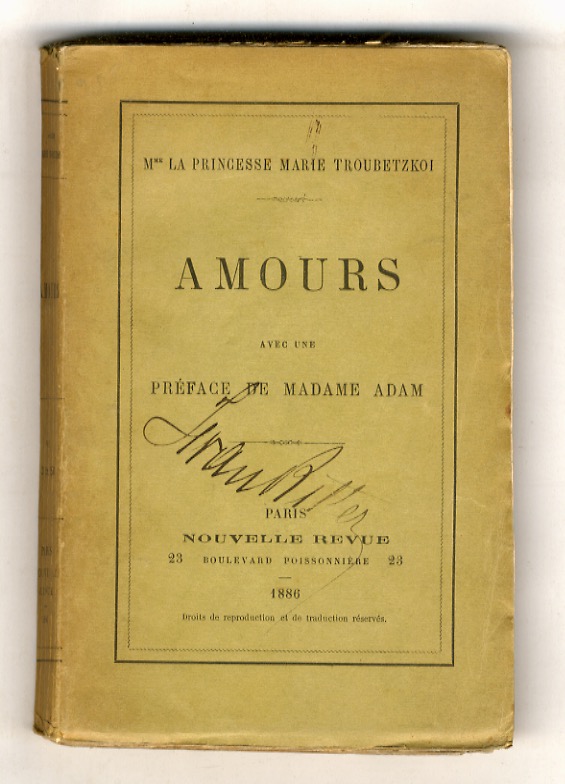 Mme LA PRINCESSE MARIE TROUBETZKOI
AMOURS
AVEC UNE
PRÉFACE DE MADAME ADAM
PARIS
NOUVELLE REVUE
23 BOULEVARD POISSONNIÈRE 23
1886
Droits de reproduction et de traduction réservés.